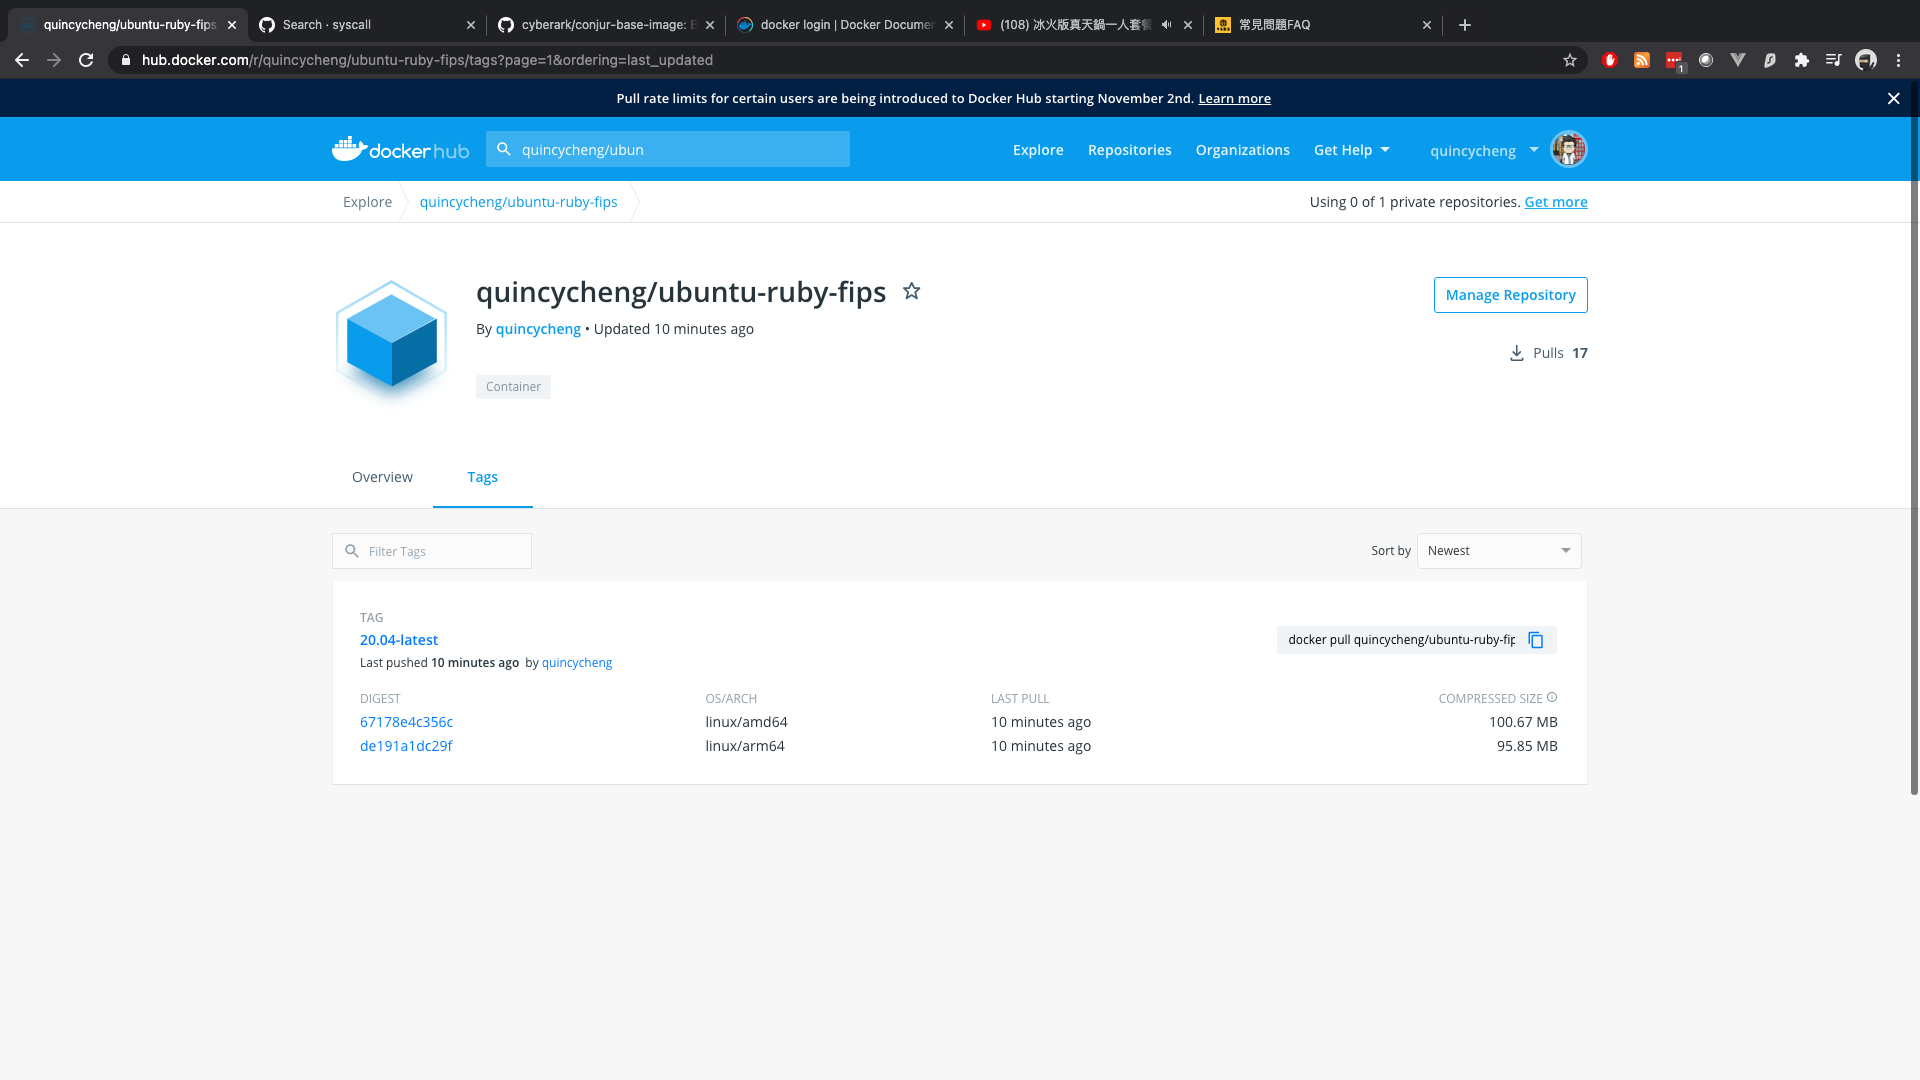 quincycheng/ubuntu-ruby-fips
Search · syscall
cyberark/conjur-base-image:
docker login | Docker Documen
(108) 冰火版真天鍋一人套餐
常見問題FAQ
hub.docker.com/r/quincycheng/ubuntu-ruby-fips/tags?page=1&ordering=last_updated
1
Pull rate limits for certain users are being introduced to Docker Hub starting November 2nd. Learn more
docker hub
quincycheng/ubun
Explore
Repositories
Organizations
Get Help
quincycheng
Explore
quincycheng/ubuntu-ruby-fips
Using 0 of 1 private repositories. Get more
quincycheng/ubuntu-ruby-fips
Manage Repository
By quincycheng • Updated 10 minutes ago
Pulls 17
Container
Overview
Tags
Filter Tags
Sort by
Newest
TAG
20.04-latest
docker pull quincycheng/ubuntu-ruby-fip
Last pushed 10 minutes ago by quincycheng
DIGEST
OS/ARCH
LAST PULL
COMPRESSED SIZE
67178e4c356c
linux/amd64
10 minutes ago
100.67 MB
de191a1dc29f
linux/arm64
10 minutes ago
95.85 MB